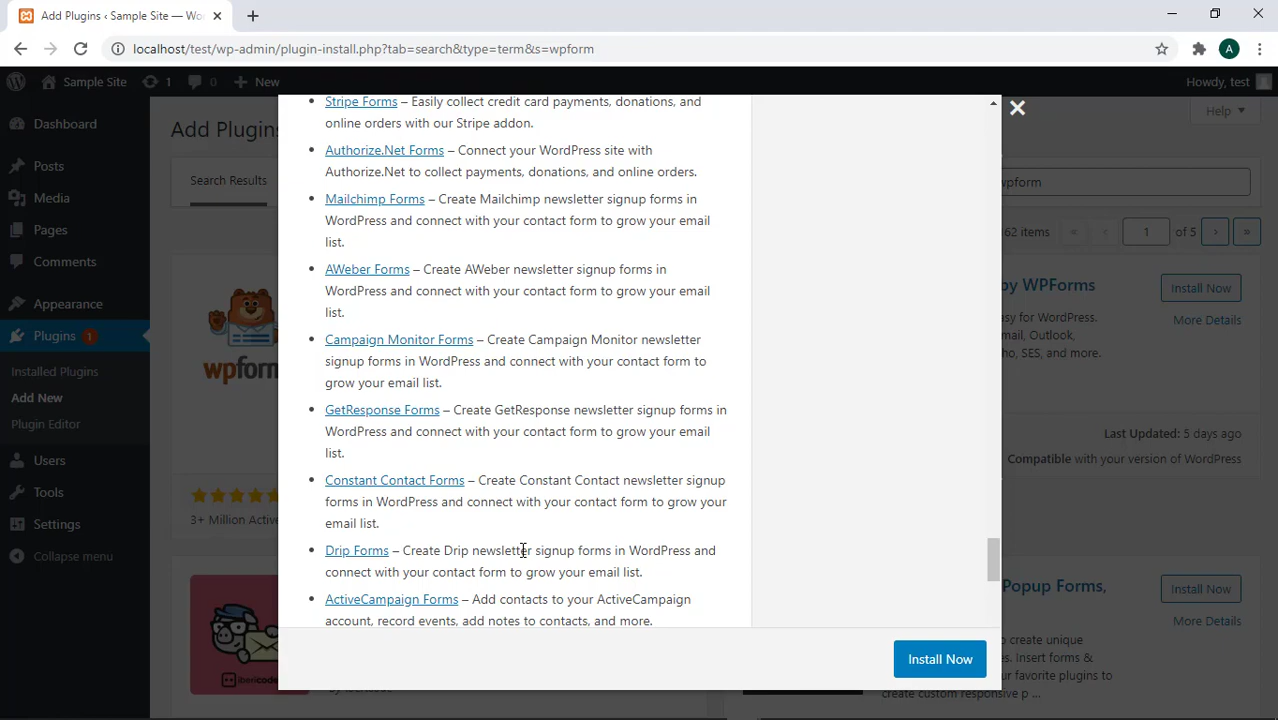 Add Plugins ‹ Sample Site — Wo
localhost/test/wp-admin/plugin-install.php?tab=search&type=term&s=wpform
A
Sample Site
1
0
New
Howdy, test
Dashboard
Posts
Media
Pages
Comments
Appearance
Plugins 1
Installed Plugins
Add New
Plugin Editor
Users
Tools
Settings
Collapse menu
Add Plugins
Help
Search Results
wpform
62 items
«
‹
1
of 5
›
»
Stripe Forms – Easily collect credit card payments, donations, and
online orders with our Stripe addon.
Authorize.Net Forms – Connect your WordPress site with
Authorize.Net to collect payments, donations, and online orders.
Mailchimp Forms – Create Mailchimp newsletter signup forms in
WordPress and connect with your contact form to grow your email
list.
AWeber Forms – Create AWeber newsletter signup forms in
WordPress and connect with your contact form to grow your email
list.
Campaign Monitor Forms – Create Campaign Monitor newsletter
signup forms in WordPress and connect with your contact form to
grow your email list.
GetResponse Forms – Create GetResponse newsletter signup forms in
WordPress and connect with your contact form to grow your email
list.
Constant Contact Forms – Create Constant Contact newsletter signup
forms in WordPress and connect with your contact form to grow your
email list.
Drip Forms – Create Drip newsletter signup forms in WordPress and
connect with your contact form to grow your email list.
ActiveCampaign Forms – Add contacts to your ActiveCampaign
account, record events, add notes to contacts, and more.
Install Now
wpform
3+ Million Active
ibericode
by WPForms
Install Now
More Details
asy for WordPress.
mail, Outlook,
ho, SES, and more.
Last Updated: 5 days ago
Compatible with your version of WordPress
Popup Forms,
Install Now
More Details
o create unique
. Insert forms &
r favorite plugins to
create custom responsive p ...